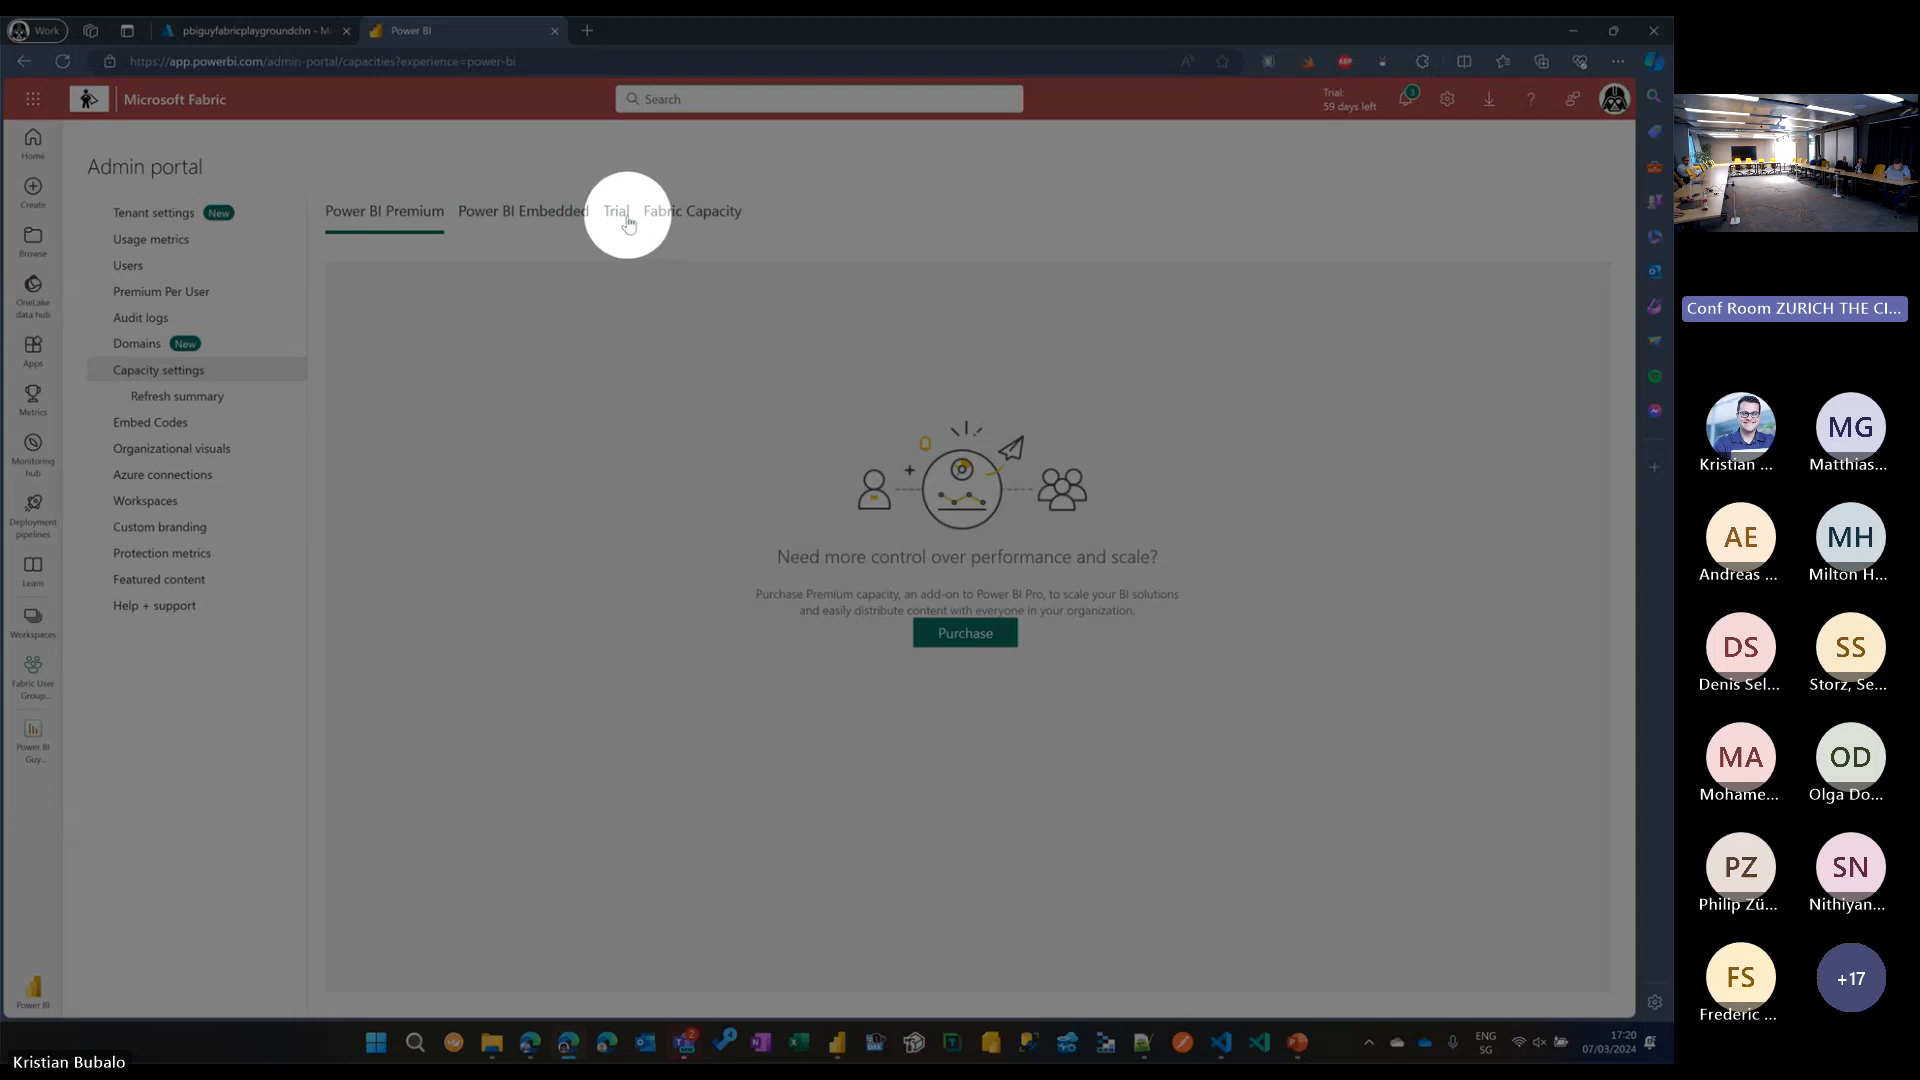 Work
pbiguyfabricplaygroundchn - M
Power BI
https://app.powerbi.com/admin-portal/capacities?experience=power-bi
Microsoft Fabric
Search
Trial:
59 days left
3
Home
Create
Browse
OneLake
data hub
Apps
Metrics
Monitoring
hub
Deployment
pipelines
Learn
Workspaces
Fabric User
Group...
Power BI
Guy...
Power BI
Admin portal
Tenant settings New
Usage metrics
Users
Premium Per User
Audit logs
Domains New
Capacity settings
Refresh summary
Embed Codes
Organizational visuals
Azure connections
Workspaces
Custom branding
Protection metrics
Featured content
Help + support
Power BI Premium Power BI Embedded Trial Fabric Capacity
Need more control over performance and scale?
Purchase Premium capacity, an add-on to Power BI Pro, to scale your BI solutions
and easily distribute content with everyone in your organization.
Purchase
ABP
2
4
DAX
ENG
SG
17:20
07/03/2024
Kristian Bubalo
Conf Room ZURICH THE CI...
Kristian ...
MG
Matthias...
AE
Andreas ...
MH
Milton H...
DS
Denis Sel...
SS
Storz, Se...
MA
Mohame...
OD
Olga Do...
PZ
Philip Zü...
SN
Nithiyan...
FS
Frederic ...
+17